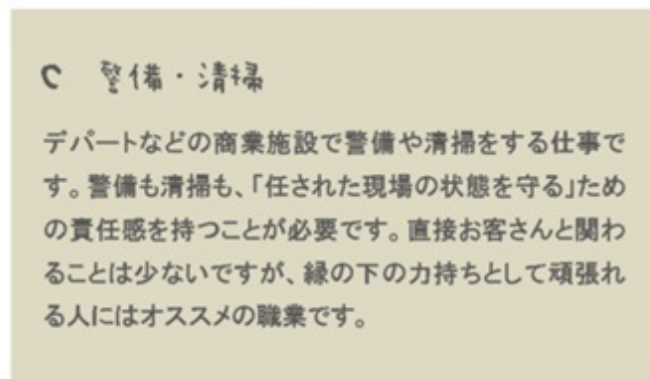 C 警備・清掃
デパートなどの商業施設で警備や清掃をする仕事で
す。警備も清掃も、「任された現場の状態を守る」ため
の責任感を持つことが必要です。直接お客さんと関わ
ることは少ないですが、縁の下の力持ちとして頑張れ
る人にはオススメの職業です。